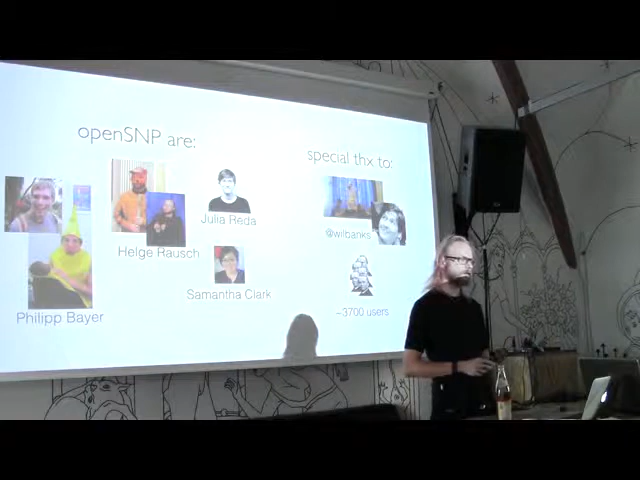 openSNP are:
special thx to:
Julia Reda
@wilbanks
Helge Rausch
Samantha Clark
Philipp Bayer
~3700 users